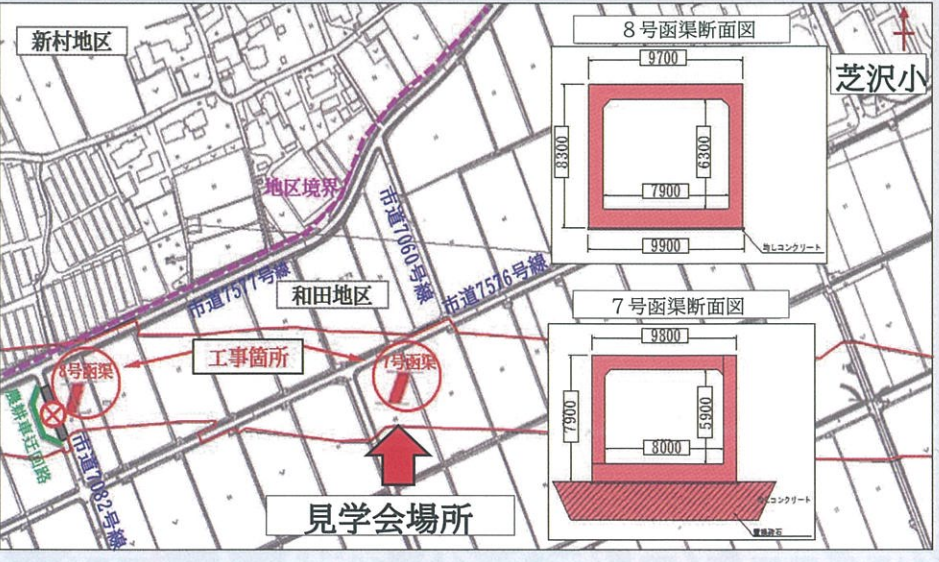 新村地区
8号函渠断面図
芝沢小
9700
8300
6300
7900
9900
均しコンクリート
地区境界
市道7060号線
市道7577号線
市道7576号線
和田地区
7号函渠断面図
9800
7900
5900
8000
均しコンクリート
置換砕石
工事箇所
8号函渠
7号函渠
農耕車迂回路
市道7082号線
見学会場所